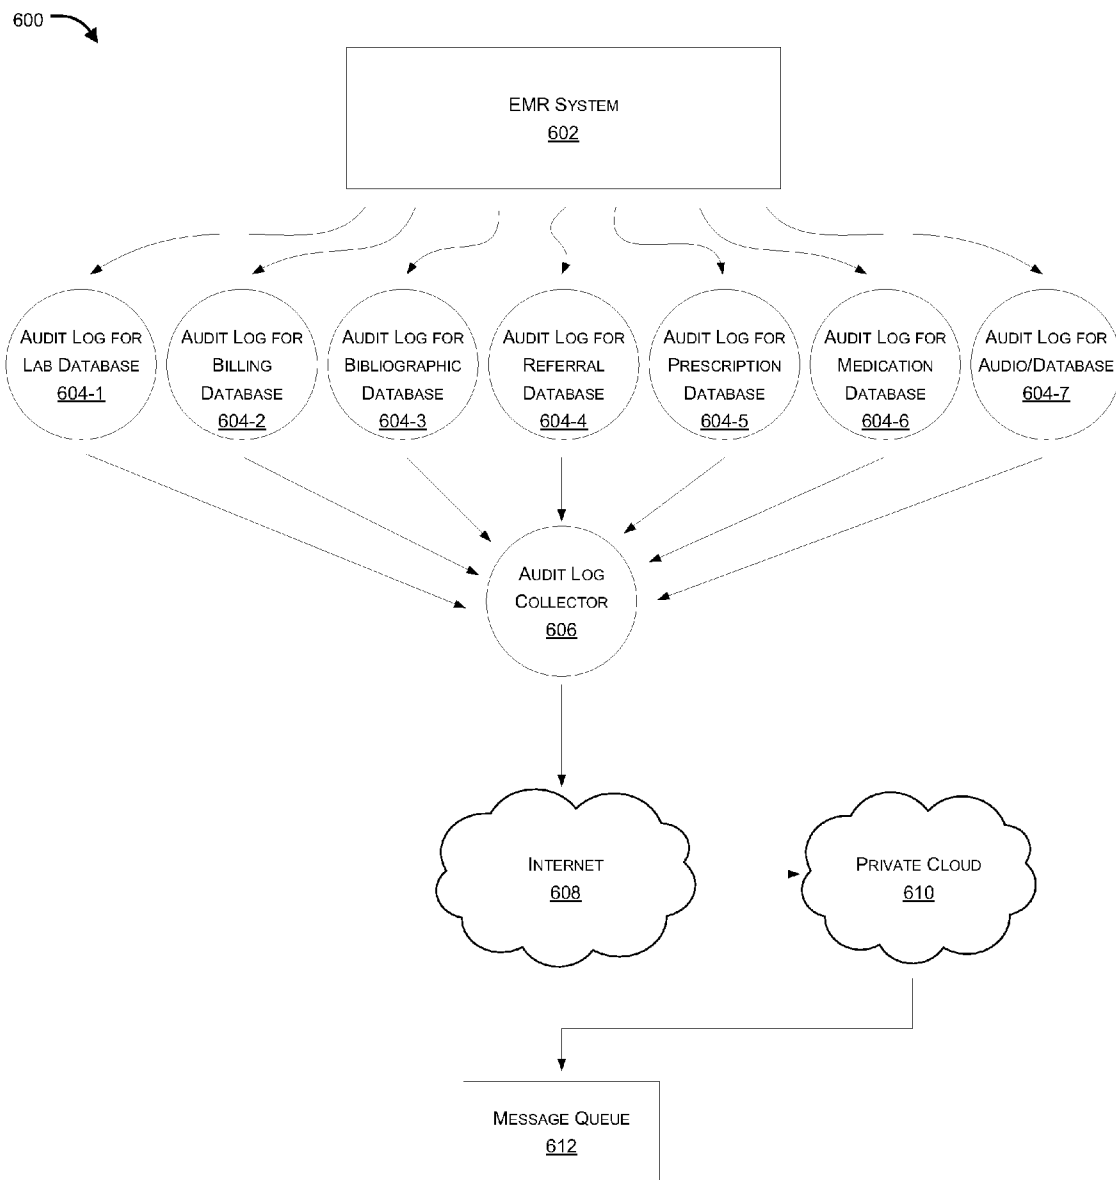 600
EMR SYSTEM
602
AUDIT LOG FOR
LAB DATABASE
604-1
AUDIT LOG FOR
BILLING
DATABASE
604-2
AUDIT LOG FOR
BIBLIOGRAPHIC
DATABASE
604-3
AUDIT LOG FOR
REFERRAL
DATABASE
604-4
AUDIT LOG FOR
PRESCRIPTION
DATABASE
604-5
AUDIT LOG FOR
MEDICATION
DATABASE
604-6
AUDIT LOG FOR
AUDIO/DATABASE
604-7
AUDIT LOG
COLLECTOR
606
INTERNET
608
PRIVATE CLOUD
610
MESSAGE QUEUE
612